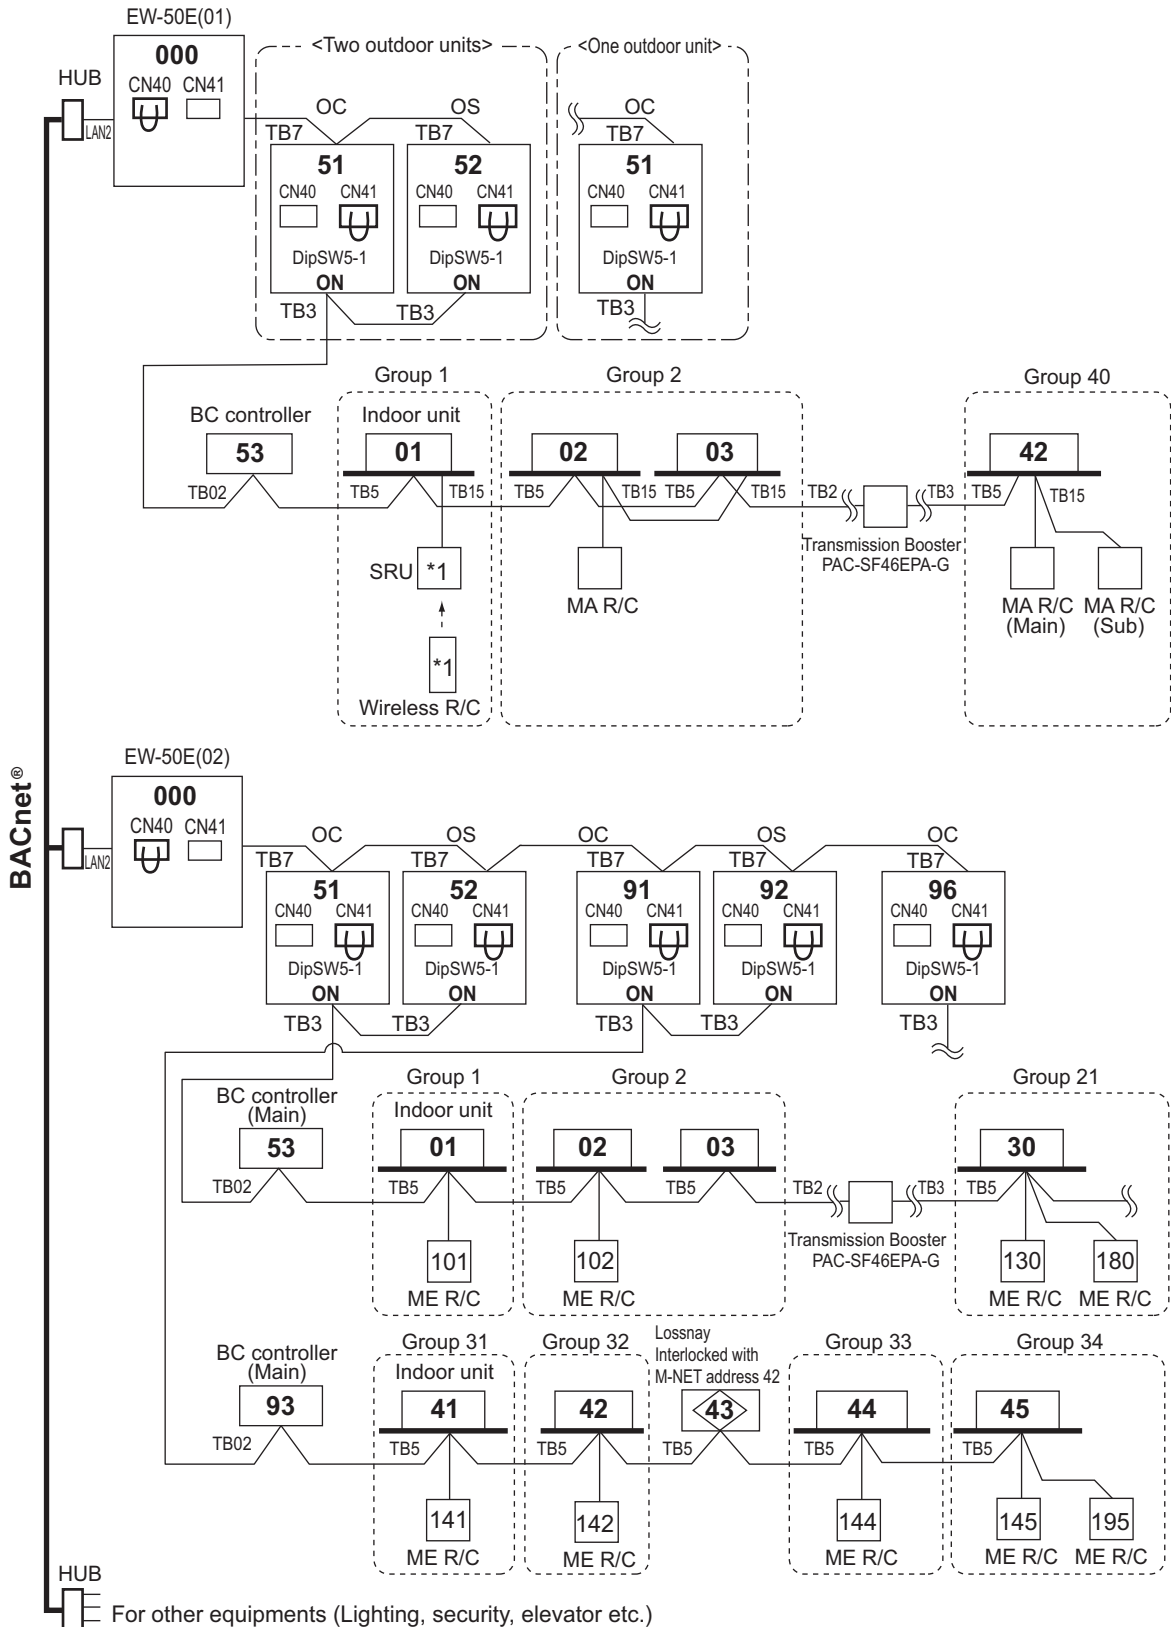 EW-50E(01)
000
CN40 CN41
HUB
LAN2
<Two outdoor units>
<One outdoor unit>
OC
OS
OC
TB7
TB7
TB7
51
52
51
CN40 CN41
CN40 CN41
CN40 CN41
DipSW5-1
DipSW5-1
DipSW5-1
ON
ON
ON
TB3
TB3
TB3
Group 1
Group 2
Group 40
BC controller
Indoor unit
53
01
02
03
42
TB02
TB5
TB15
TB5
TB15
TB5
TB15
TB2
TB3
TB5
TB15
Transmission Booster
PAC-SF46EPA-G
SRU
*1
MA R/C
MA R/C
(Main)
MA R/C
(Sub)
*1
Wireless R/C
BACnet®
EW-50E(02)
000
CN40 CN41
LAN2
OC
OS
OC
OS
OC
TB7
TB7
TB7
TB7
TB7
51
52
91
92
96
CN40 CN41
CN40 CN41
CN40 CN41
CN40 CN41
CN40 CN41
DipSW5-1
DipSW5-1
DipSW5-1
DipSW5-1
DipSW5-1
ON
ON
ON
ON
ON
TB3
TB3
TB3
TB3
TB3
Group 1
Group 2
Group 21
BC controller
(Main)
Indoor unit
53
01
02
03
30
TB02
TB5
TB5
TB5
TB2
TB3
TB5
Transmission Booster
PAC-SF46EPA-G
101
102
130
180
ME R/C
ME R/C
ME R/C
ME R/C
Group 31
Group 32
Lossnay
Interlocked with
M-NET address 42
Group 33
Group 34
BC controller
(Main)
Indoor unit
93
41
42
43
44
45
TB02
TB5
TB5
TB5
TB5
TB5
141
142
144
145
195
ME R/C
ME R/C
ME R/C
ME R/C
ME R/C
HUB
For other equipments (Lighting, security, elevator etc.)